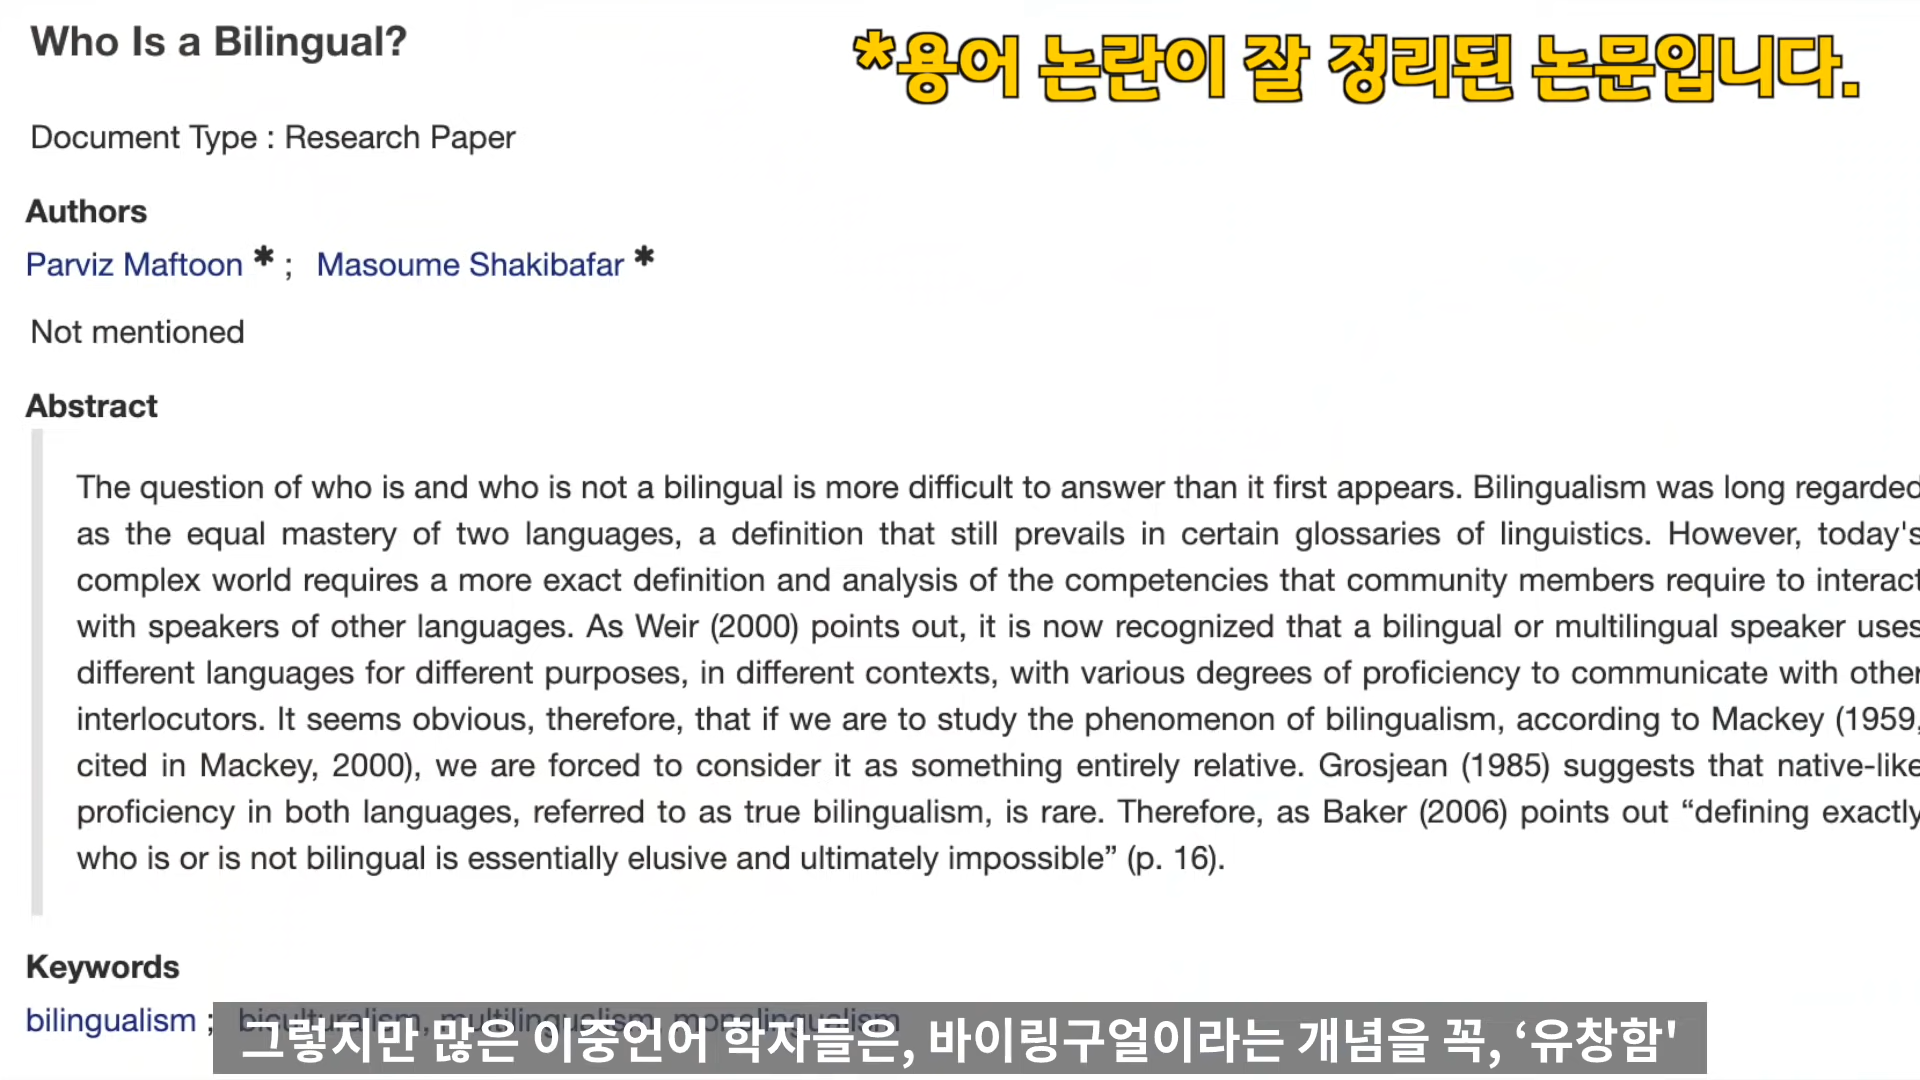 Who Is a Bilingual?
*용어 논란이 잘 정리된 논문입니다.
Document Type : Research Paper
Authors
Parviz Maftoon * ; Masoume Shakibafar *
Not mentioned
Abstract
The question of who is and who is not a bilingual is more difficult to answer than it first appears. Bilingualism was long regarded
as the equal mastery of two languages, a definition that still prevails in certain glossaries of linguistics. However, today's
complex world requires a more exact definition and analysis of the competencies that community members require to interact
with speakers of other languages. As Weir (2000) points out, it is now recognized that a bilingual or multilingual speaker uses
different languages for different purposes, in different contexts, with various degrees of proficiency to communicate with other
interlocutors. It seems obvious, therefore, that if we are to study the phenomenon of bilingualism, according to Mackey (1959,
cited in Mackey, 2000), we are forced to consider it as something entirely relative. Grosjean (1985) suggests that native-like
proficiency in both languages, referred to as true bilingualism, is rare. Therefore, as Baker (2006) points out “defining exactly
who is or is not bilingual is essentially elusive and ultimately impossible” (p. 16).
Keywords
bilingualism ; biculturalism, multilingualism, monolingualism
그렇지만 많은 이중언어 학자들은, 바이링구얼이라는 개념을 꼭, ‘유창함'